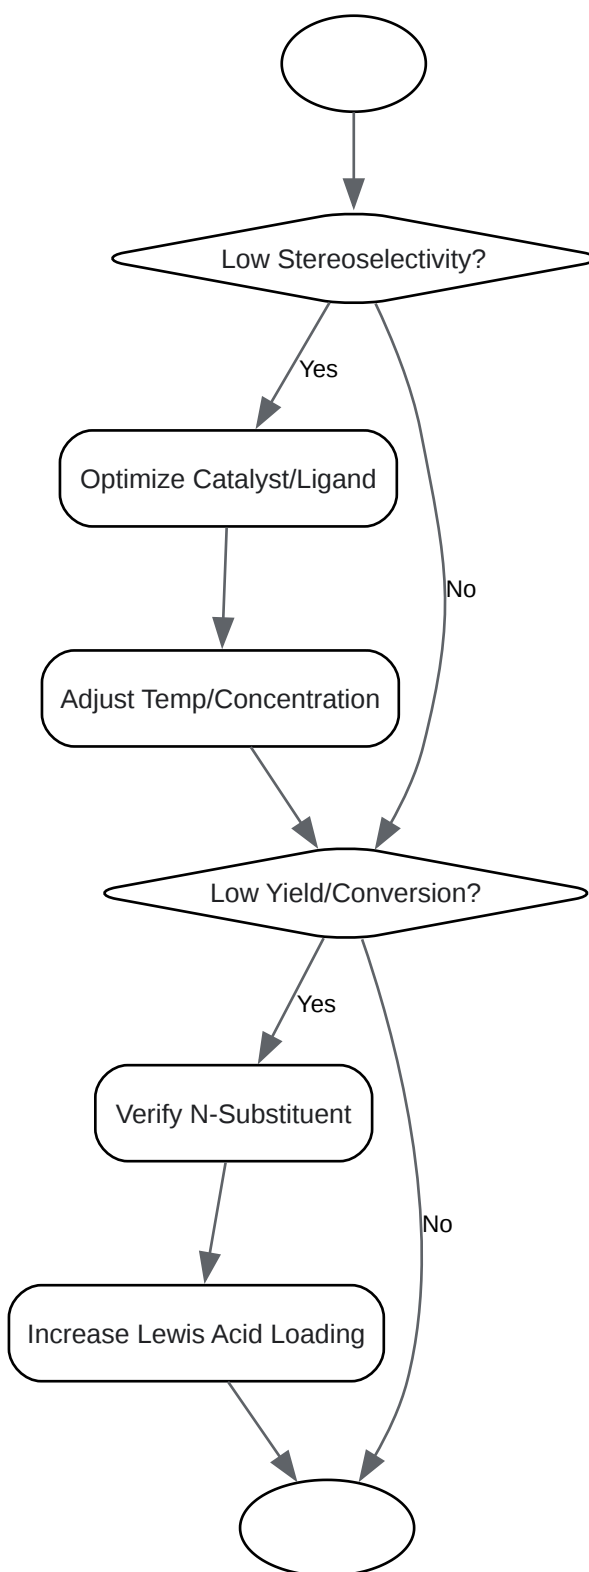 Low Stereoselectivity?
Yes
Optimize Catalyst/Ligand
No
Adjust Temp/Concentration
Low Yield/Conversion?
Yes
Verify N-Substituent
No
Increase Lewis Acid Loading